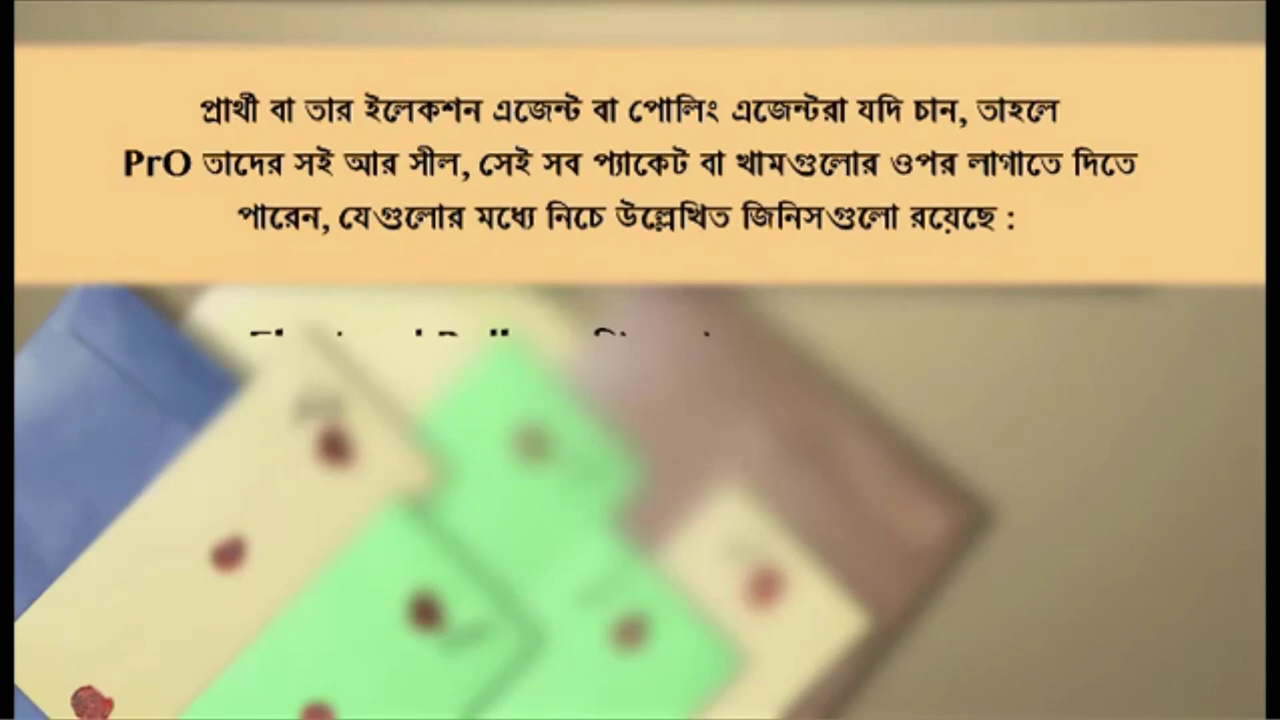 প্রার্থী বা তার ইলেকশন এজেন্ট বা পোলিং এজেন্টরা যদি চান, তাহলে
PrO তাদের সই আর সীল, সেই সব প্যাকেট বা খামগুলোর ওপর লাগাতে দিতে
পারেন, যেগুলোর মধ্যে নিচে উল্লেখিত জিনিসগুলো রয়েছে :